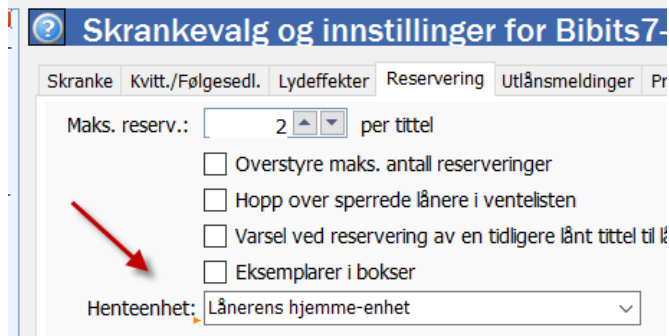 Skrankevalg og innstillinger for Bibits7-
Skranke Kvitt./Følgesedl. Lydeffekter Reservering Utlånsmeldinger Pr
Maks. reserv.: 2 per tittel
Overstyre maks. antall reserveringer
Hopp over sperrede lånere i ventelisten
Varsel ved reservering av en tidligere lånt tittel til lå
Eksemplarer i bokser
Henteenhet: Lånerens hjemme-enhet